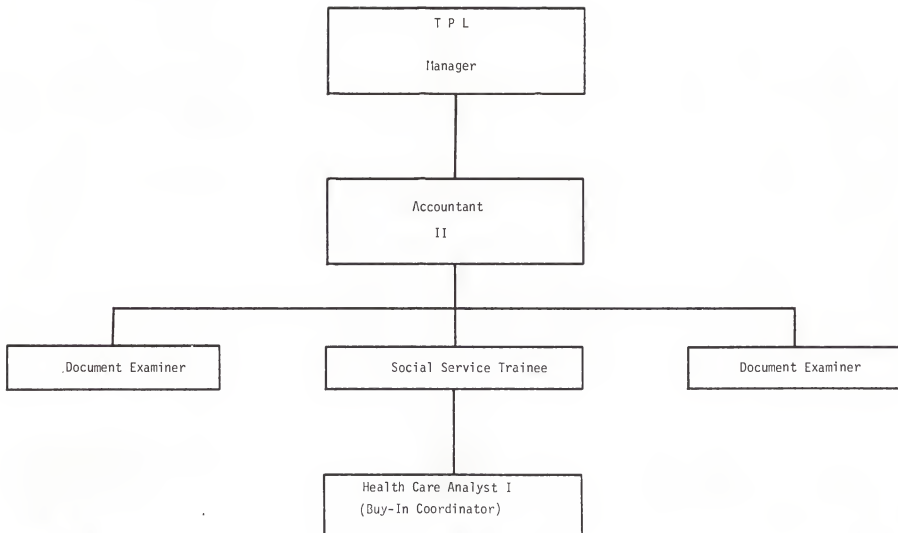 T P L
Manager
Accountant
II
Document Examiner
Social Service Trainee
Document Examiner
Health Care Analyst I
(Buy-In Coordinator)